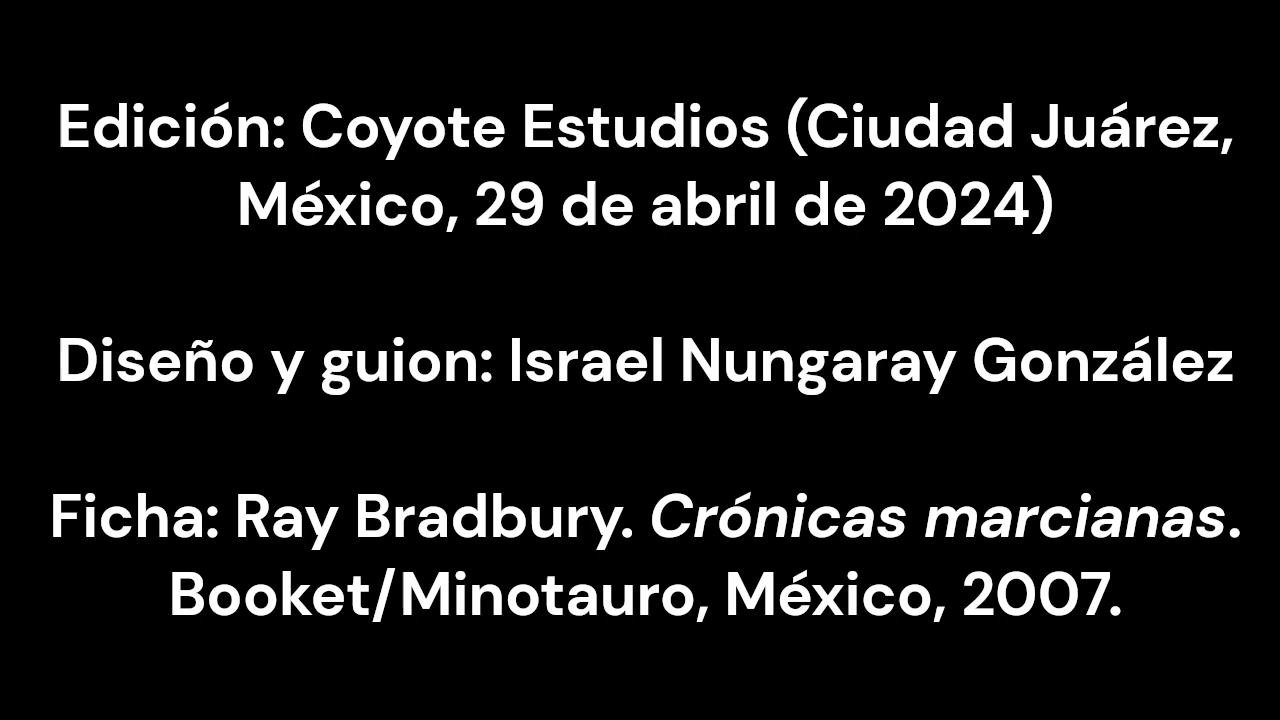 Edición: Coyote Estudios (Ciudad Juárez,
México, 29 de abril de 2024)
Diseño y guion: Israel Nungaray González
Ficha: Ray Bradbury. Crónicas marcianas.
Booket/Minotauro, México, 2007.